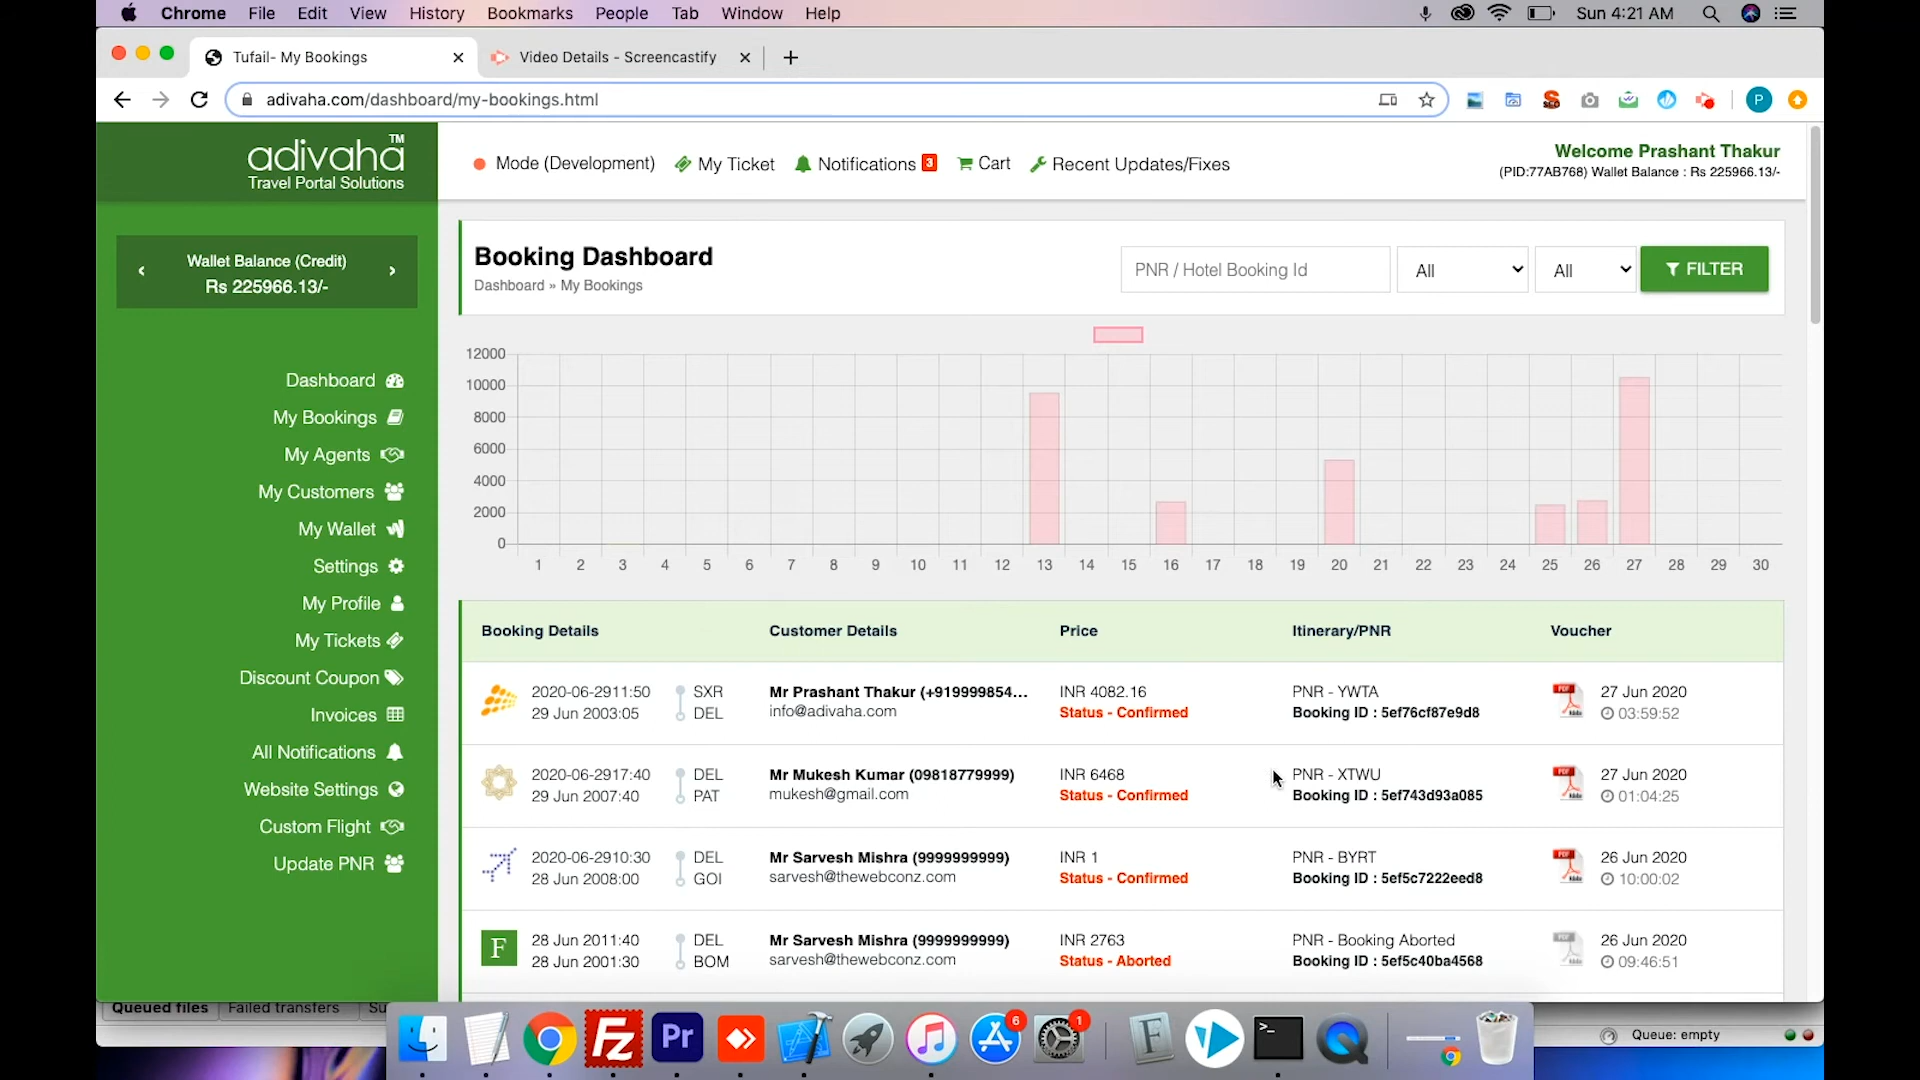 Chrome File Edit View History Bookmarks People Tab Window Help Sun 4:21 AM
Tufail- My Bookings Video Details - Screencastify
adivaha.com/dashboard/my-bookings.html P
adivaha TM
Travel Portal Solutions
Mode (Development) My Ticket Notifications 3 Cart Recent Updates/Fixes
Welcome Prashant Thakur
(PID:77AB768) Wallet Balance : Rs 225966.13/-
Wallet Balance (Credit)
Rs 225966.13/-
Dashboard
My Bookings
My Agents
My Customers
My Wallet
Settings
My Profile
My Tickets
Discount Coupon
Invoices
All Notifications
Website Settings
Custom Flight
Update PNR
Booking Dashboard
Dashboard » My Bookings
PNR / Hotel Booking Id All All FILTER
12000
10000
8000
6000
4000
2000
0
1 2 3 4 5 6 7 8 9 10 11 12 13 14 15 16 17 18 19 20 21 22 23 24 25 26 27 28 29 30
Booking Details Customer Details Price Itinerary/PNR Voucher
2020-06-2911:50 SXR Mr Prashant Thakur (+919999854... INR 4082.16 PNR - YWTA PDF 27 Jun 2020
29 Jun 2003:05 DEL info@adivaha.com Status - Confirmed Booking ID : 5ef76cf87e9d8 03:59:52
2020-06-2917:40 DEL Mr Mukesh Kumar (09818779999) INR 6468 PNR - XTWU PDF 27 Jun 2020
29 Jun 2007:40 PAT mukesh@gmail.com Status - Confirmed Booking ID : 5ef743d93a085 01:04:25
2020-06-2910:30 DEL Mr Sarvesh Mishra (9999999999) INR 1 PNR - BYRT PDF 26 Jun 2020
28 Jun 2008:00 GOI sarvesh@thewebconz.com Status - Confirmed Booking ID : 5ef5c7222eed8 10:00:02
F 28 Jun 2011:40 DEL Mr Sarvesh Mishra (9999999999) INR 2763 PNR - Booking Aborted PDF 26 Jun 2020
28 Jun 2001:30 BOM sarvesh@thewebconz.com Status - Aborted Booking ID : 5ef5c40ba4568 09:46:51
Queued files Failed transfers Su
Queue: empty
Fz Pr 6 1 F >_